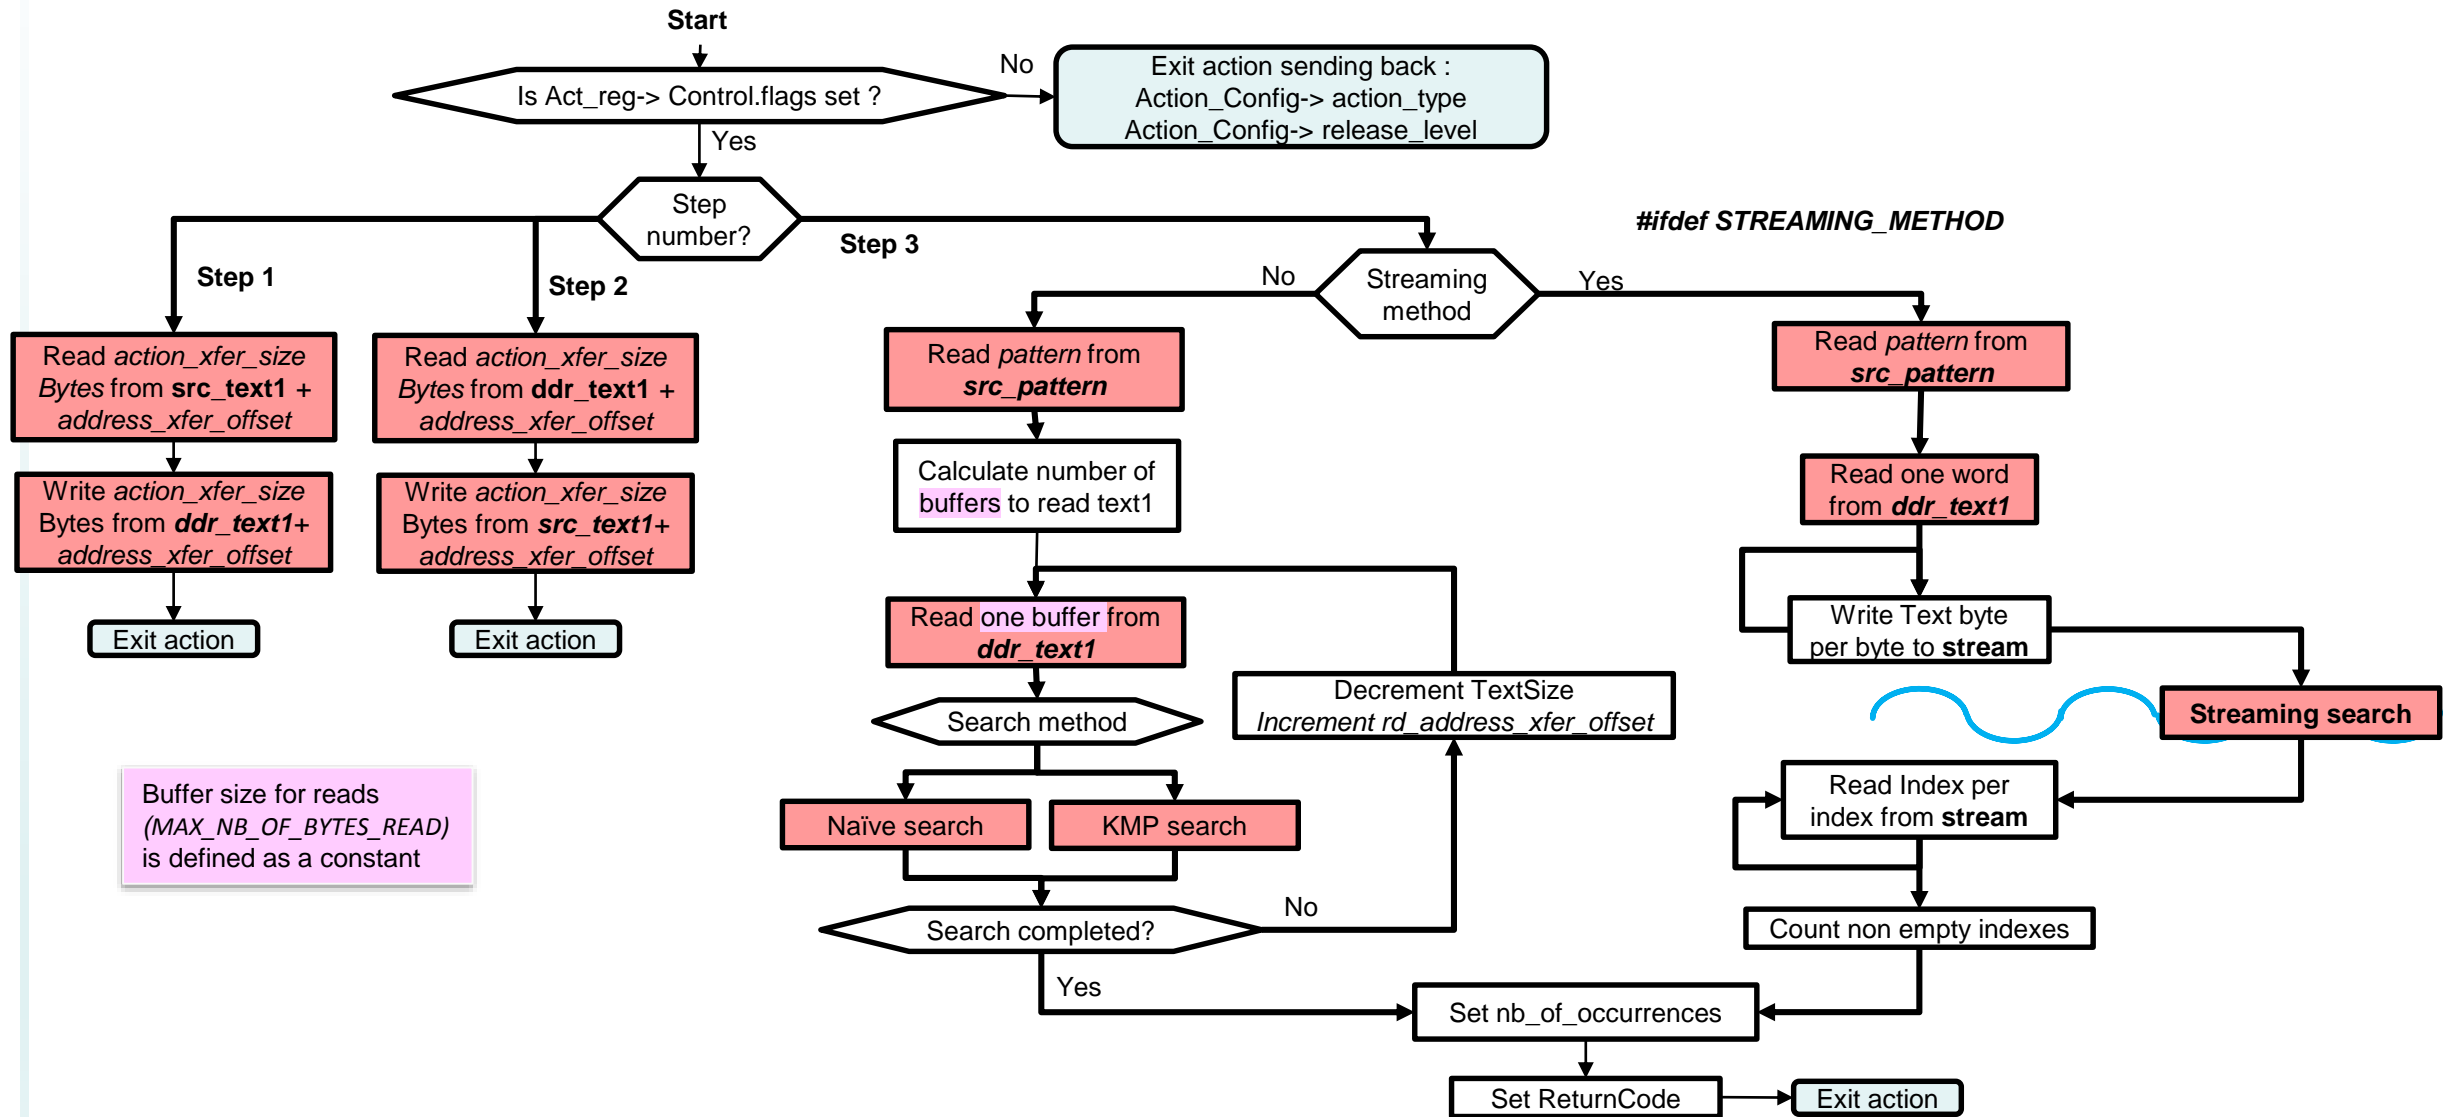 Start
Is Act_reg-> Control.flags set ?
No
Exit action sending back :
Action_Config-> action_type
Action_Config-> release_level
Yes
Step
number?
Step 1
Step 2
Step 3
#ifdef STREAMING_METHOD
No
Streaming
method
Yes
Read action_xfer_size
Bytes from src_text1 +
address_xfer_offset
Write action_xfer_size
Bytes from ddr_text1+
address_xfer_offset
Exit action
Read action_xfer_size
Bytes from ddr_text1 +
address_xfer_offset
Write action_xfer_size
Bytes from src_text1+
address_xfer_offset
Exit action
Read pattern from
src_pattern
Calculate number of
buffers to read text1
Read one buffer from
ddr_text1
Search method
Naïve search
KMP search
Search completed?
No
Decrement TextSize
Increment rd_address_xfer_offset
Yes
Read pattern from
src_pattern
Read one word
from ddr_text1
Write Text byte
per byte to stream
Streaming search
Read Index per
index from stream
Count non empty indexes
Set nb_of_occurrences
Set ReturnCode
Exit action
Buffer size for reads
(MAX_NB_OF_BYTES_READ)
is defined as a constant